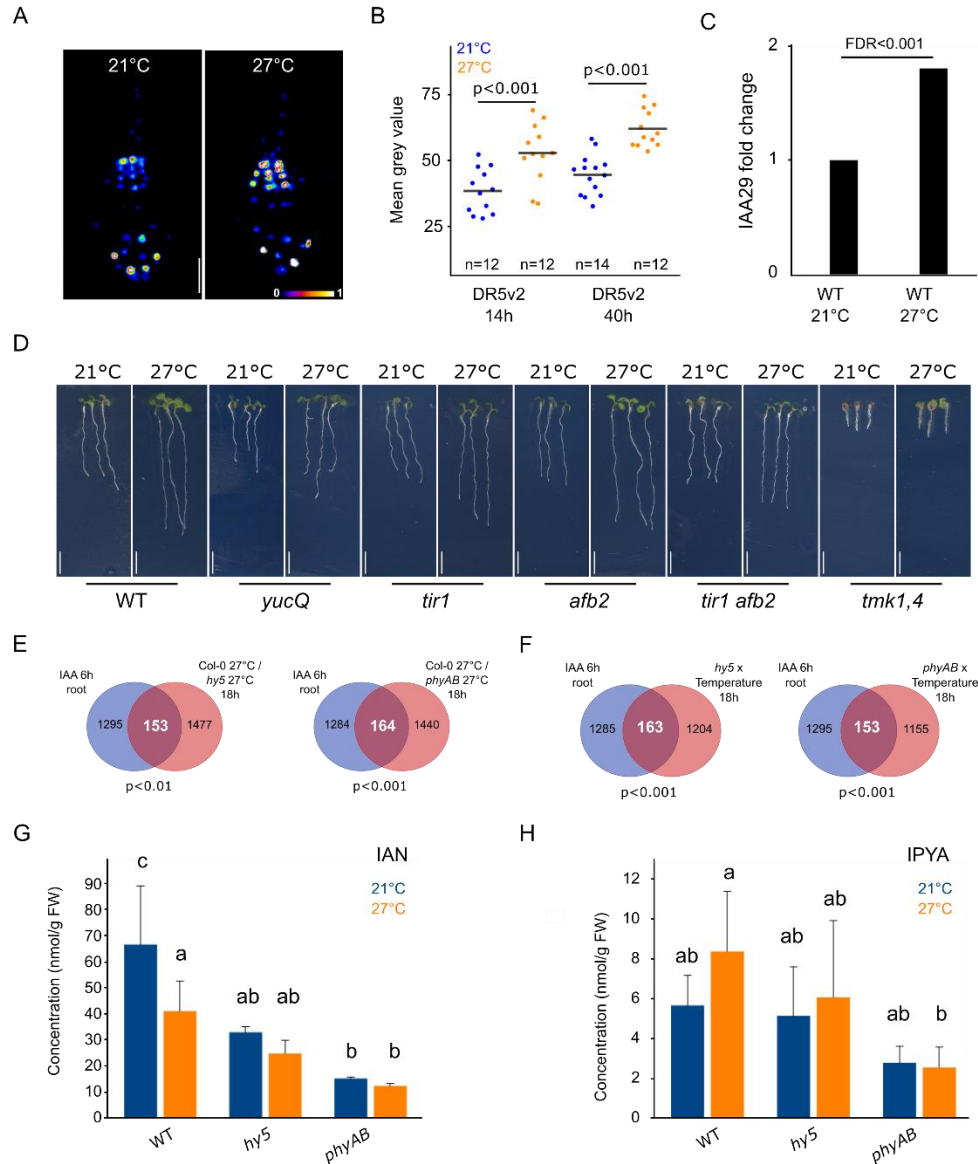 A
21°C
27°C
0 1
B
21°C
27°C
p<0.001
p<0.001
Mean grey value
75
50
25
n=12
n=12
n=14
n=12
DR5v2
14h
DR5v2
40h
C
FDR<0.001
IAA29 fold change
2
1
0
WT
21°C
WT
27°C
D
21°C 27°C 21°C 27°C 21°C 27°C 21°C 27°C 21°C 27°C 21°C 27°C
WT yucQ tir1 afb2 tir1 afb2 tmk1,4
E
IAA 6h
root
Col-0 27°C /
hy5 27°C
18h
1295 153 1477
p<0.01
IAA 6h
root
Col-0 27°C /
phyAB 27°C
18h
1284 164 1440
p<0.001
F
IAA 6h
root
hy5 x
Temperature
18h
1285 163 1204
p<0.001
IAA 6h
root
phyAB x
Temperature
18h
1295 153 1155
p<0.001
G
IAN
21°C
27°C
Concentration (nmol/g FW)
90
80
70
60
50
40
30
20
10
0
c
a
ab ab
b b
WT
hy5
phyAB
H
IPYA
21°C
27°C
Concentration (nmol/g FW)
12
10
8
6
4
2
0
ab
a
ab
ab
ab
b
WT
hy5
phyAB